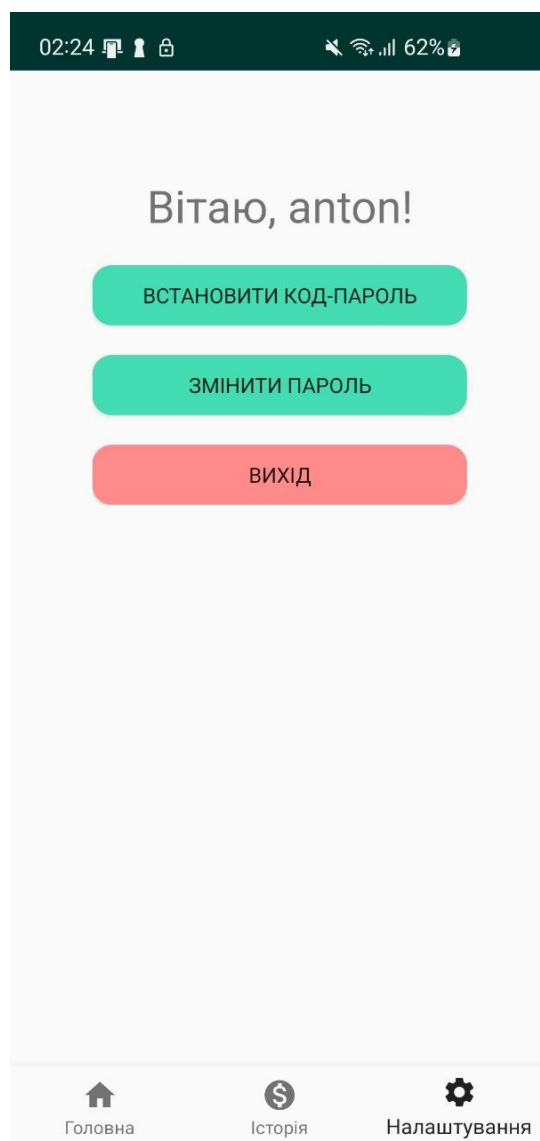 02:24 62%
Вітаю, anton!
ВСТАНОВИТИ КОД-ПАРОЛЬ
ЗМІНИТИ ПАРОЛЬ
ВИХІД
Головна Історія Налаштування